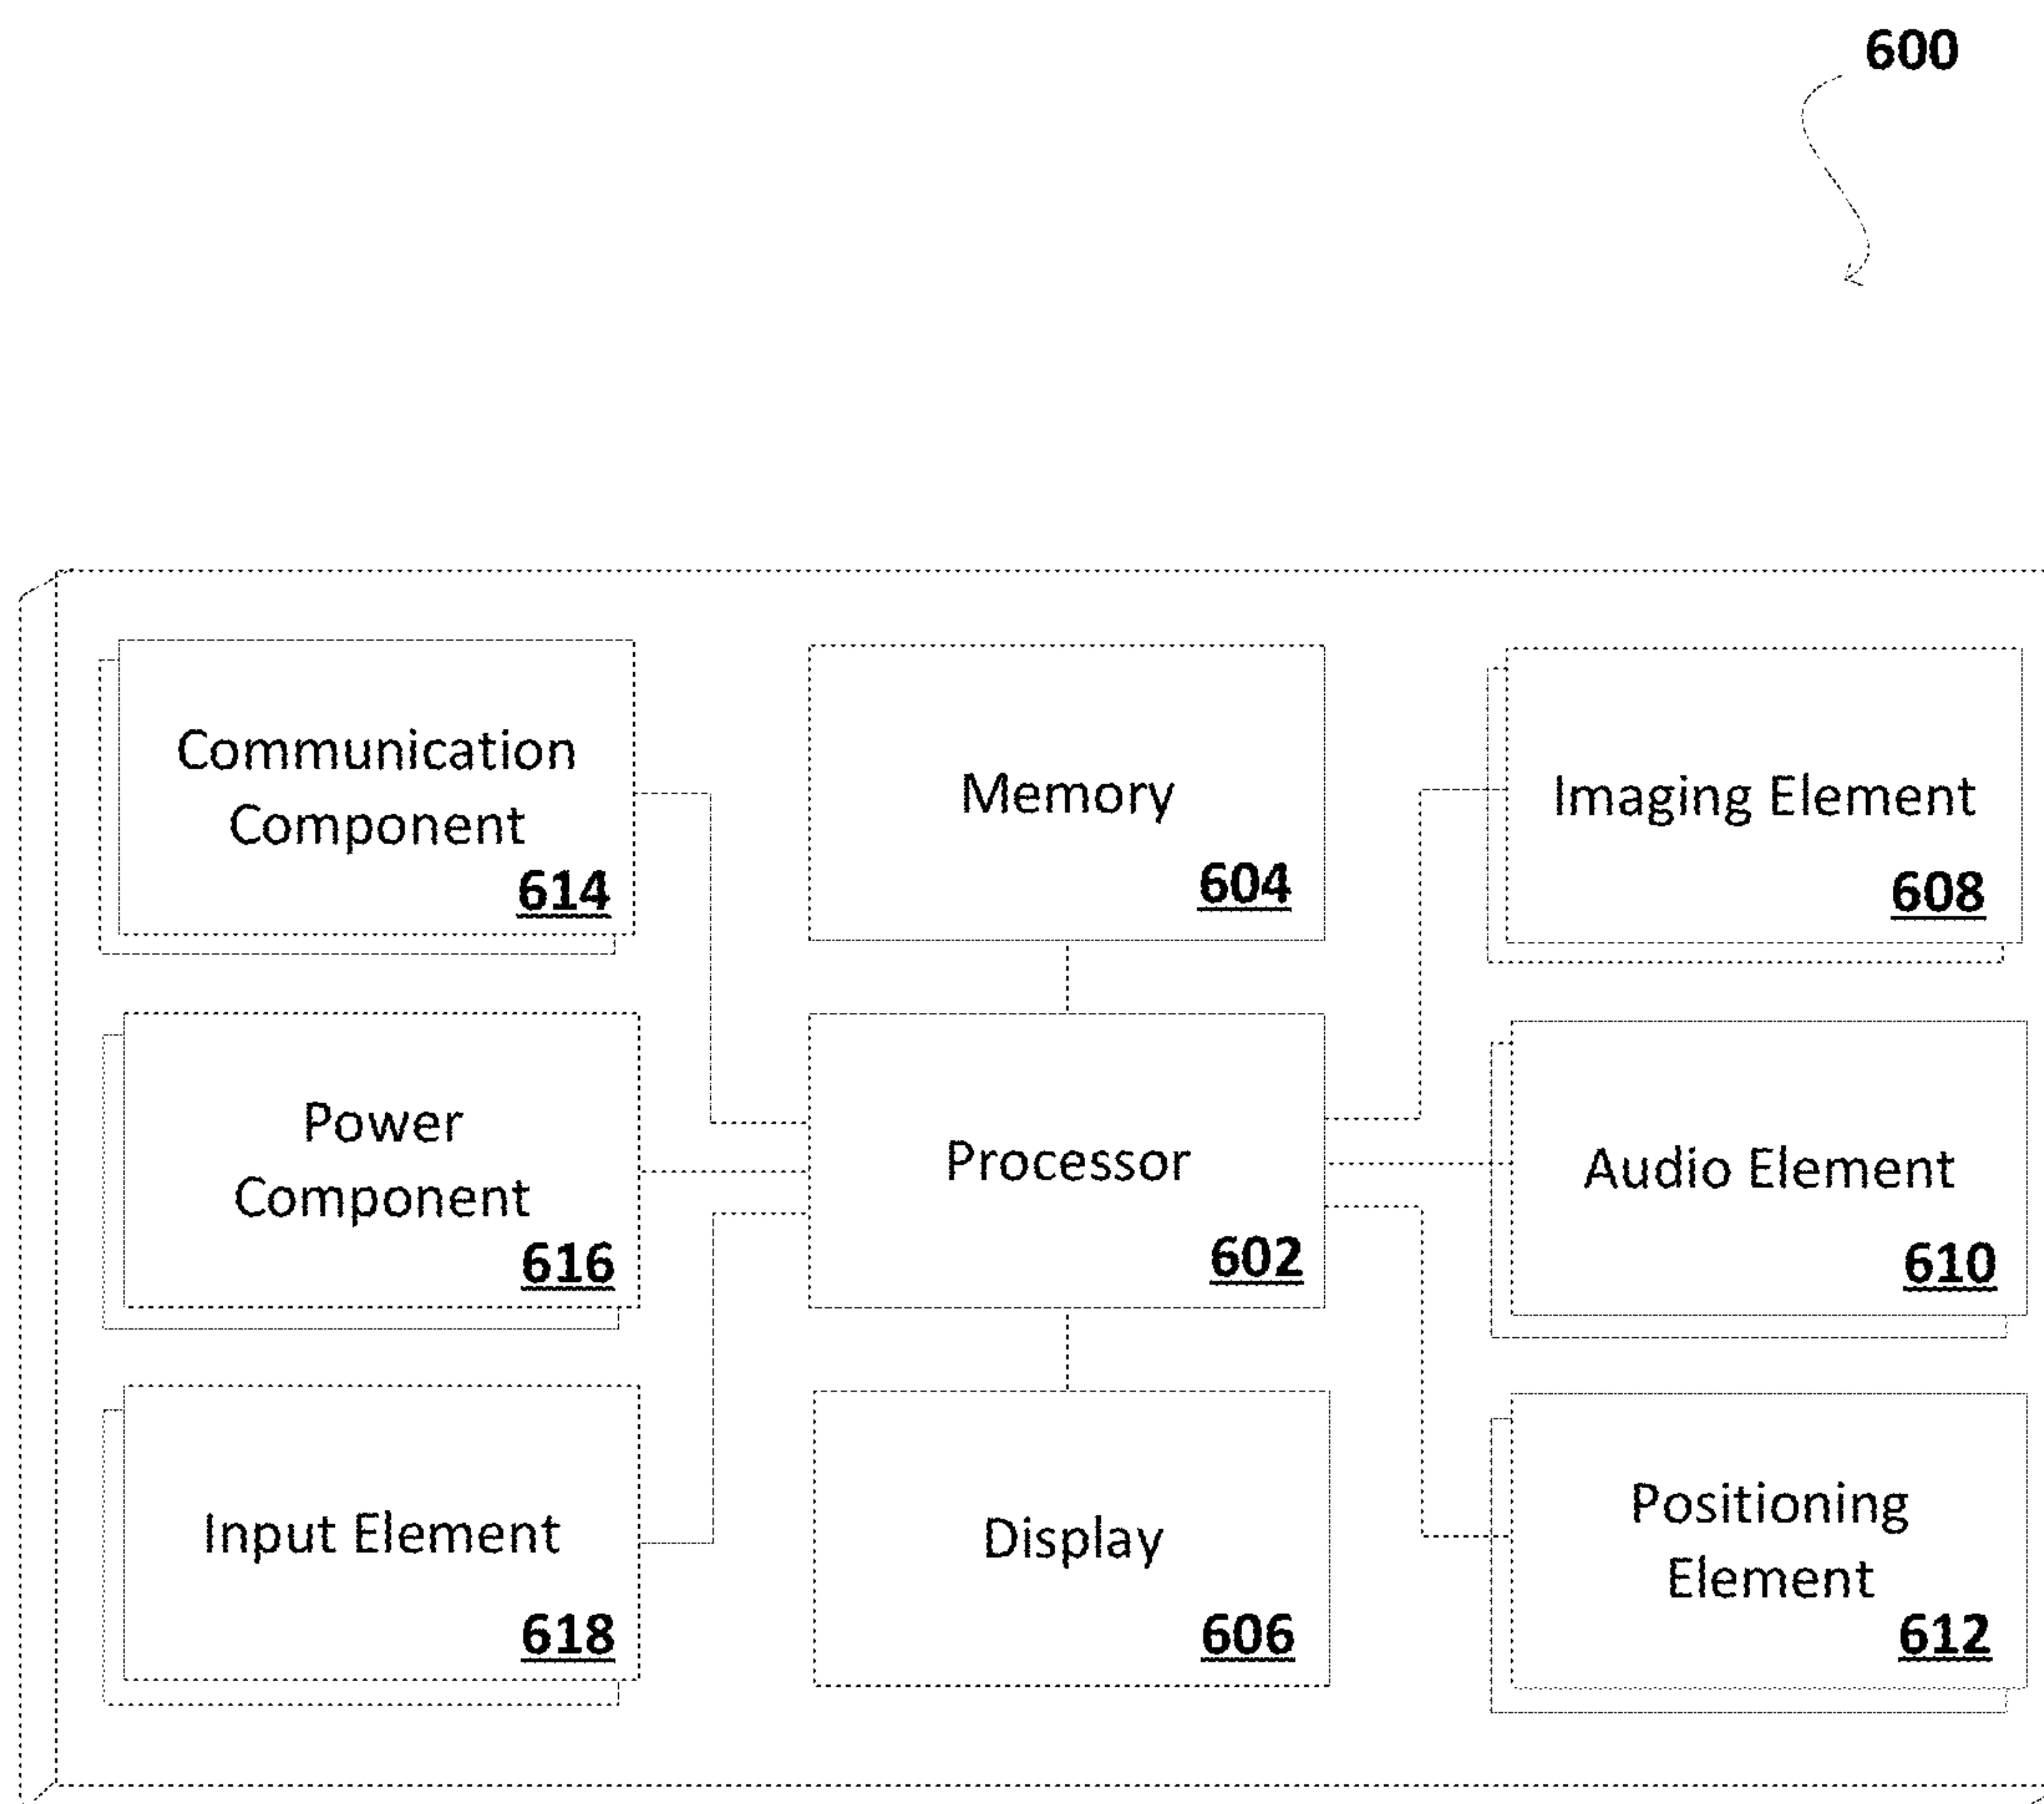 600
Communication
Component
614
Memory
604
Imaging Element
608
Power
Component
616
Processor
602
Audio Element
610
Input Element
618
Display
606
Positioning
Element
612